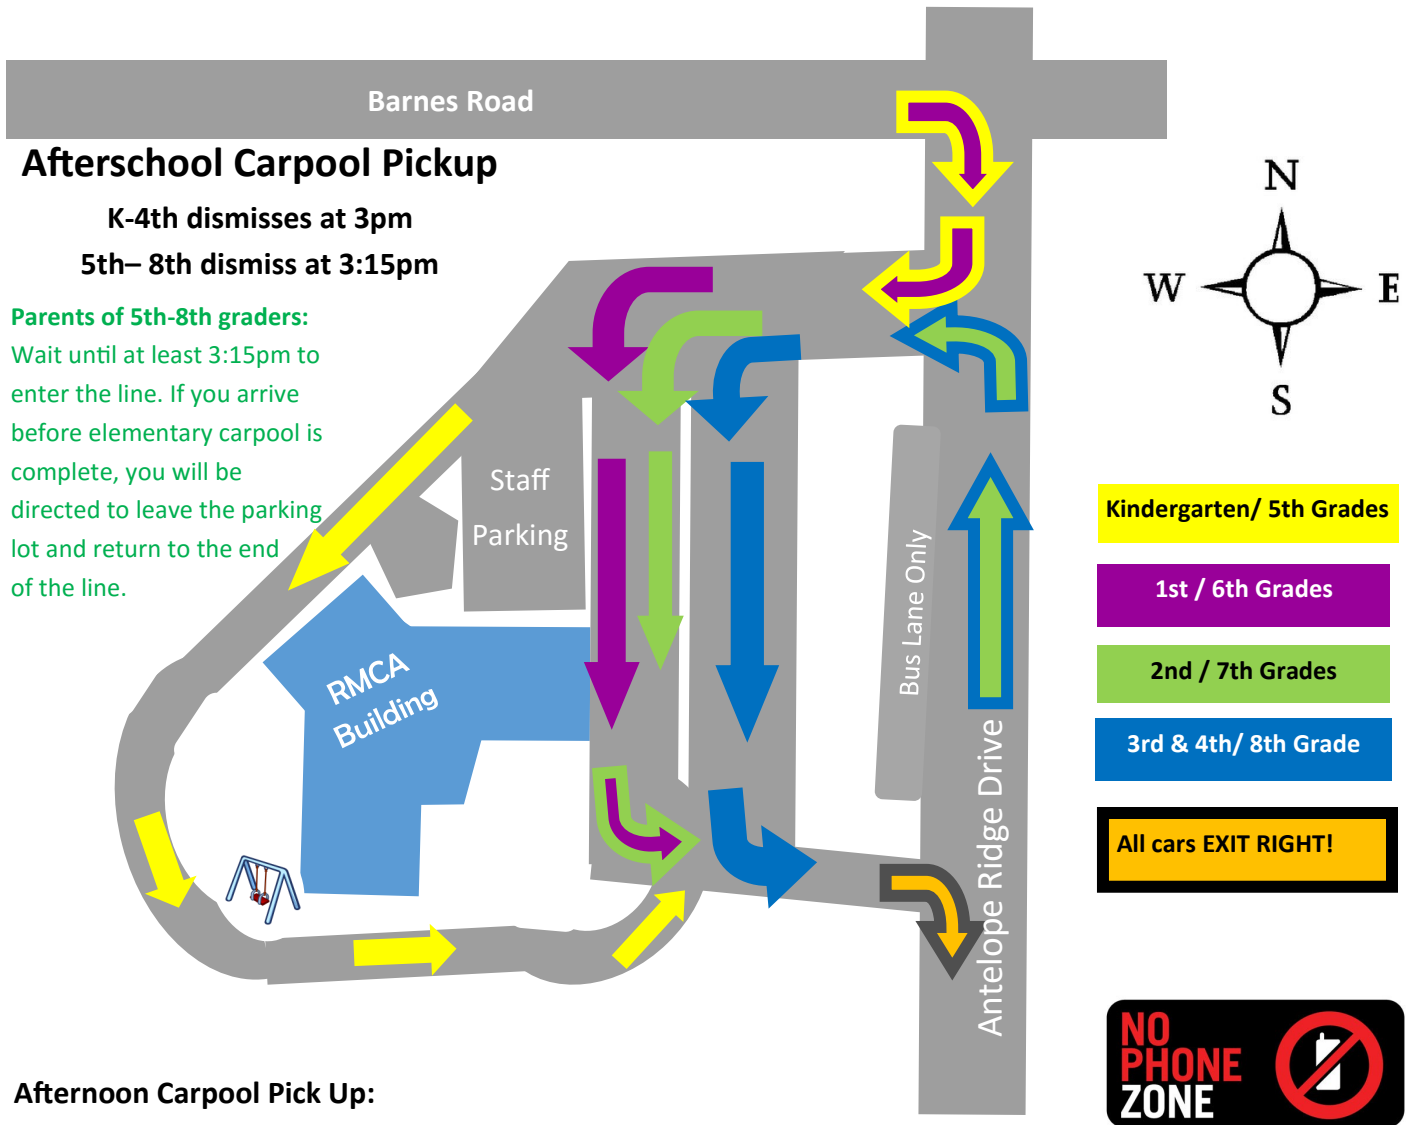 Barnes Road
Afterschool Carpool Pickup
K-4th dismisses at 3pm
5th– 8th dismiss at 3:15pm
Parents of 5th-8th graders:
Wait until at least 3:15pm to
enter the line. If you arrive
before elementary carpool is
complete, you will be
directed to leave the parking
lot and return to the end
of the line.
Staff
Parking
RMCA
Building
Bus Lane Only
Antelope Ridge Drive
N
W
E
S
Kindergarten/ 5th Grades
1st / 6th Grades
2nd / 7th Grades
3rd & 4th/ 8th Grade
All cars EXIT RIGHT!
NO
PHONE
ZONE
Afternoon Carpool Pick Up: